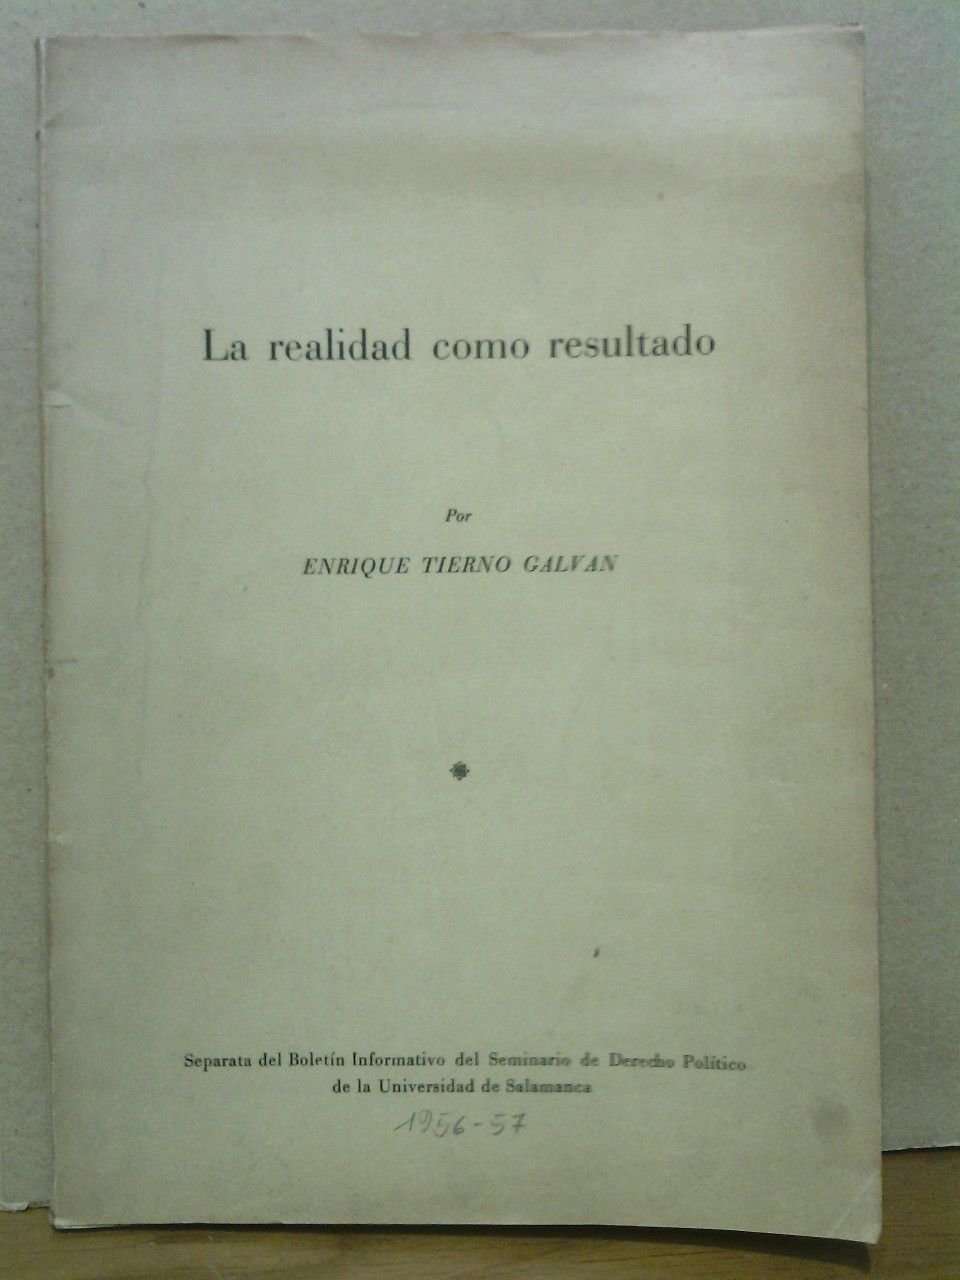 La realidad como resultado
Por
ENRIQUE TIERNO GALVAN
Separata del Boletín Informativo del Seminario de Derecho Político
de la Universidad de Salamanca
1956-57